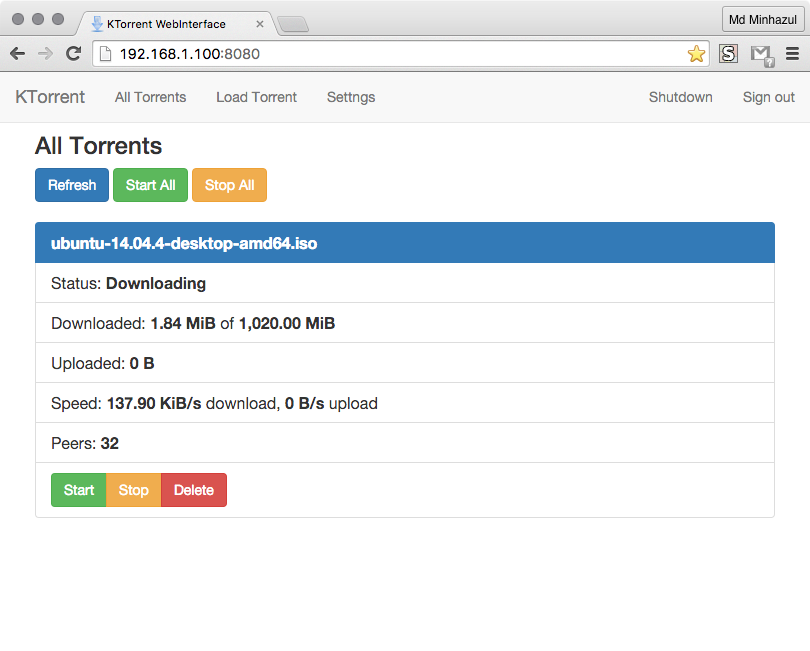 KTorrent WebInterface
Md Minhazul
192.168.1.100:8080
S
KTorrent All Torrents Load Torrent Settngs Shutdown Sign out
All Torrents
Refresh Start All Stop All
ubuntu-14.04.4-desktop-amd64.iso
Status: Downloading
Downloaded: 1.84 MiB of 1,020.00 MiB
Uploaded: 0 B
Speed: 137.90 KiB/s download, 0 B/s upload
Peers: 32
Start Stop Delete